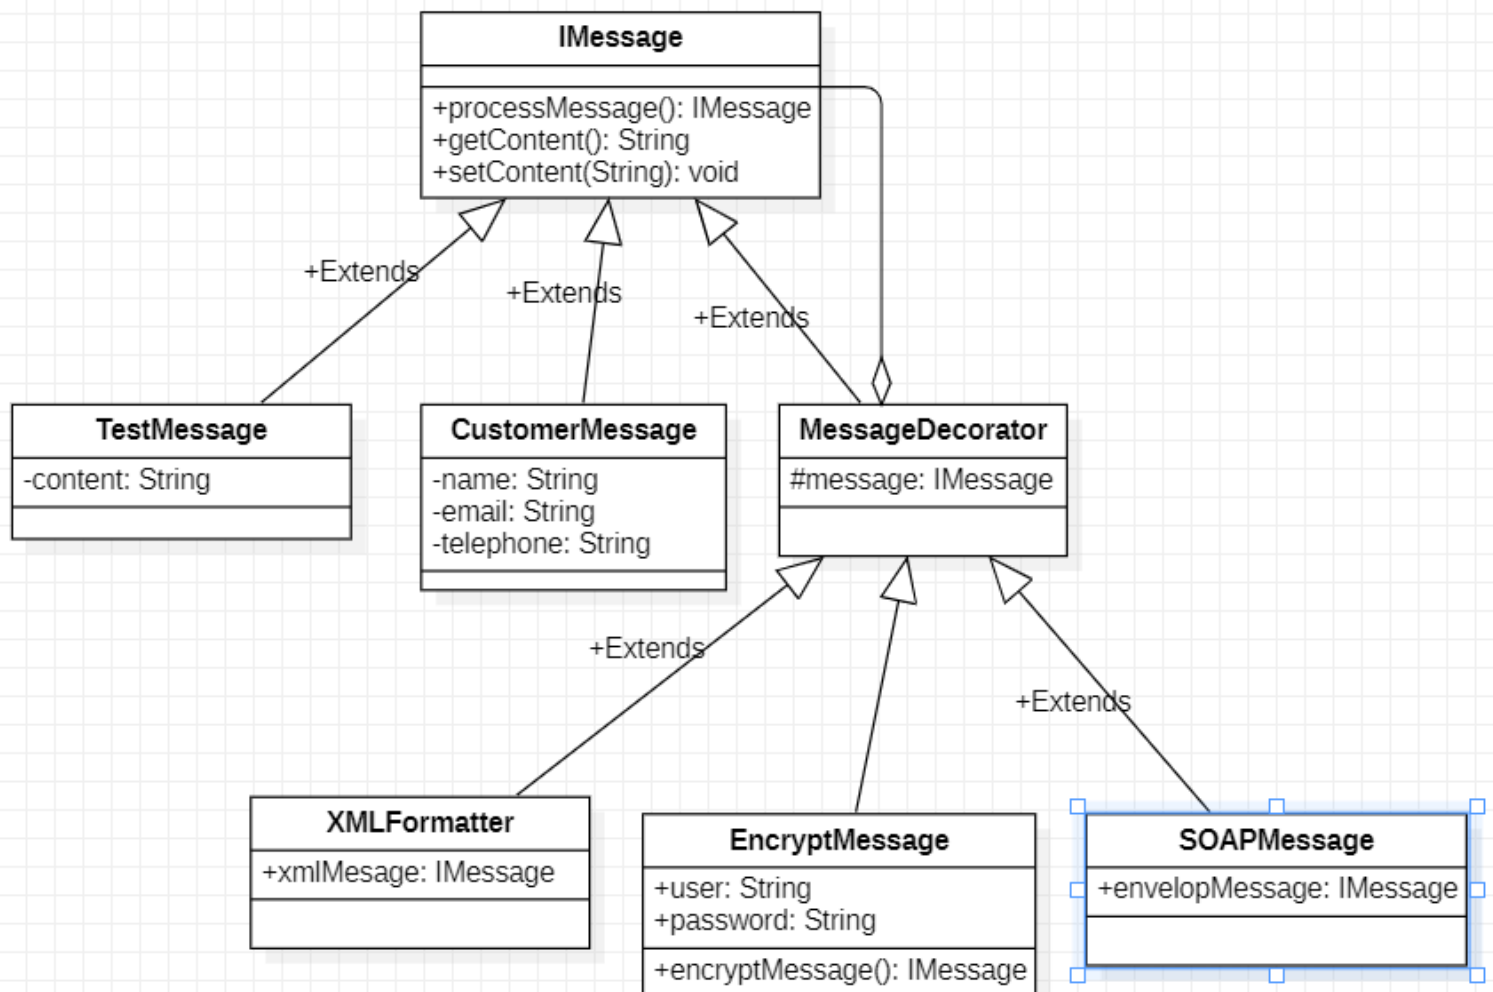 IMessage
+processMessage(): IMessage
+getContent(): String
+setContent(String): void
+Extends
+Extends
+Extends
TestMessage
-content: String
CustomerMessage
-name: String
-email: String
-telephone: String
MessageDecorator
#message: IMessage
+Extends
+Extends
XMLFormatter
+xmlMesage: IMessage
EncryptMessage
+user: String
+password: String
+encryptMessage(): IMessage
SOAPMessage
+envelopMessage: IMessage